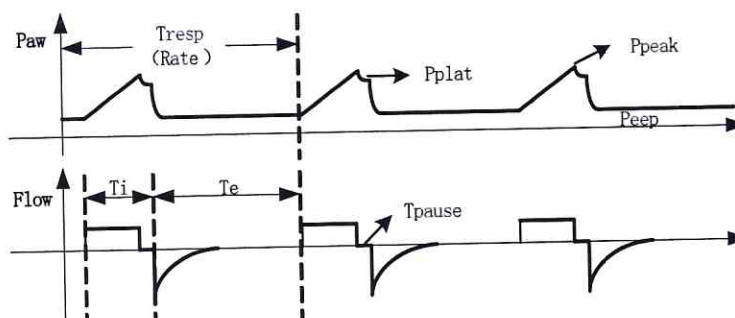 Paw
Tresp
(Rate)
Pplat
Ppeak
Peep
Flow
Ti
Te
Tpause